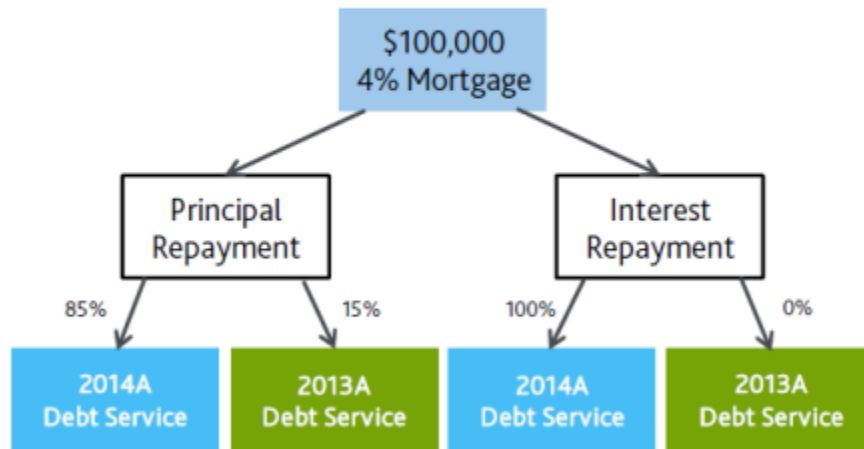 $100,000
4% Mortgage
Principal
Repayment
Interest
Repayment
85%
15%
100%
0%
2014A
Debt Service
2013A
Debt Service
2014A
Debt Service
2013A
Debt Service